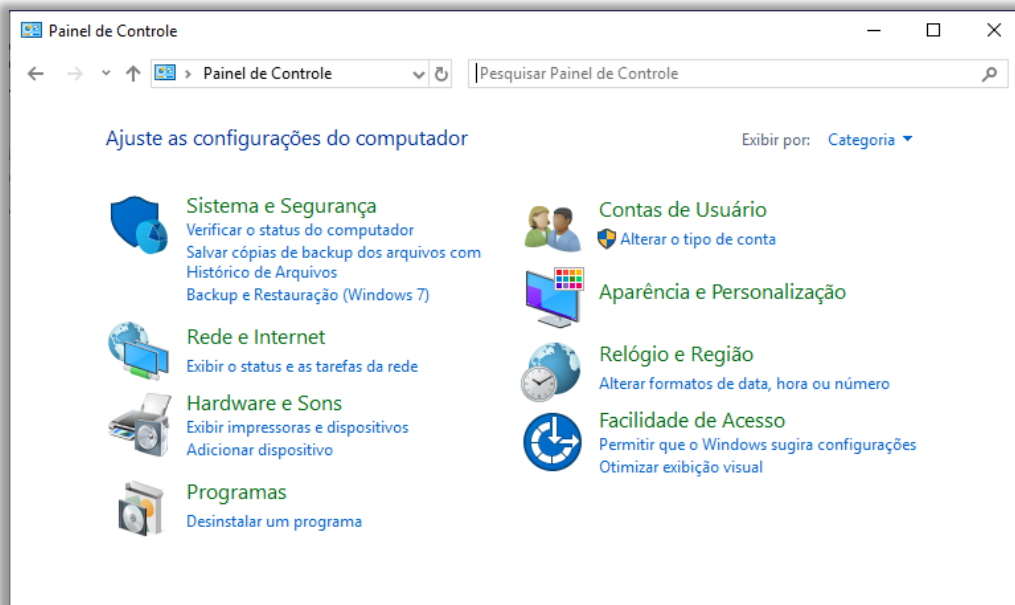 Painel de Controle
Painel de Controle
Pesquisar Painel de Controle
Ajuste as configurações do computador
Exibir por: Categoria
Sistema e Segurança
Verificar o status do computador
Salvar cópias de backup dos arquivos com
Histórico de Arquivos
Backup e Restauração (Windows 7)
Rede e Internet
Exibir o status e as tarefas da rede
Hardware e Sons
Exibir impressoras e dispositivos
Adicionar dispositivo
Programas
Desinstalar um programa
Contas de Usuário
Alterar o tipo de conta
Aparência e Personalização
Relógio e Região
Alterar formatos de data, hora ou número
Facilidade de Acesso
Permitir que o Windows sugira configurações
Otimizar exibição visual